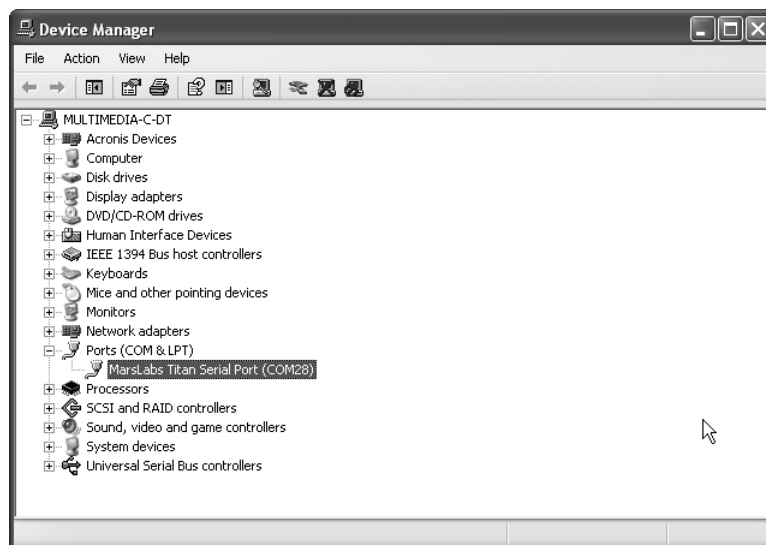 Device Manager
File Action View Help
MULTIMEDIA-C-DT
Acronis Devices
Computer
Disk drives
Display adapters
DVD/CD-ROM drives
Human Interface Devices
IEEE 1394 Bus host controllers
Keyboards
Mice and other pointing devices
Monitors
Network adapters
Ports (COM & LPT)
MarsLabs Titan Serial Port (COM28)
Processors
SCSI and RAID controllers
Sound, video and game controllers
System devices
Universal Serial Bus controllers